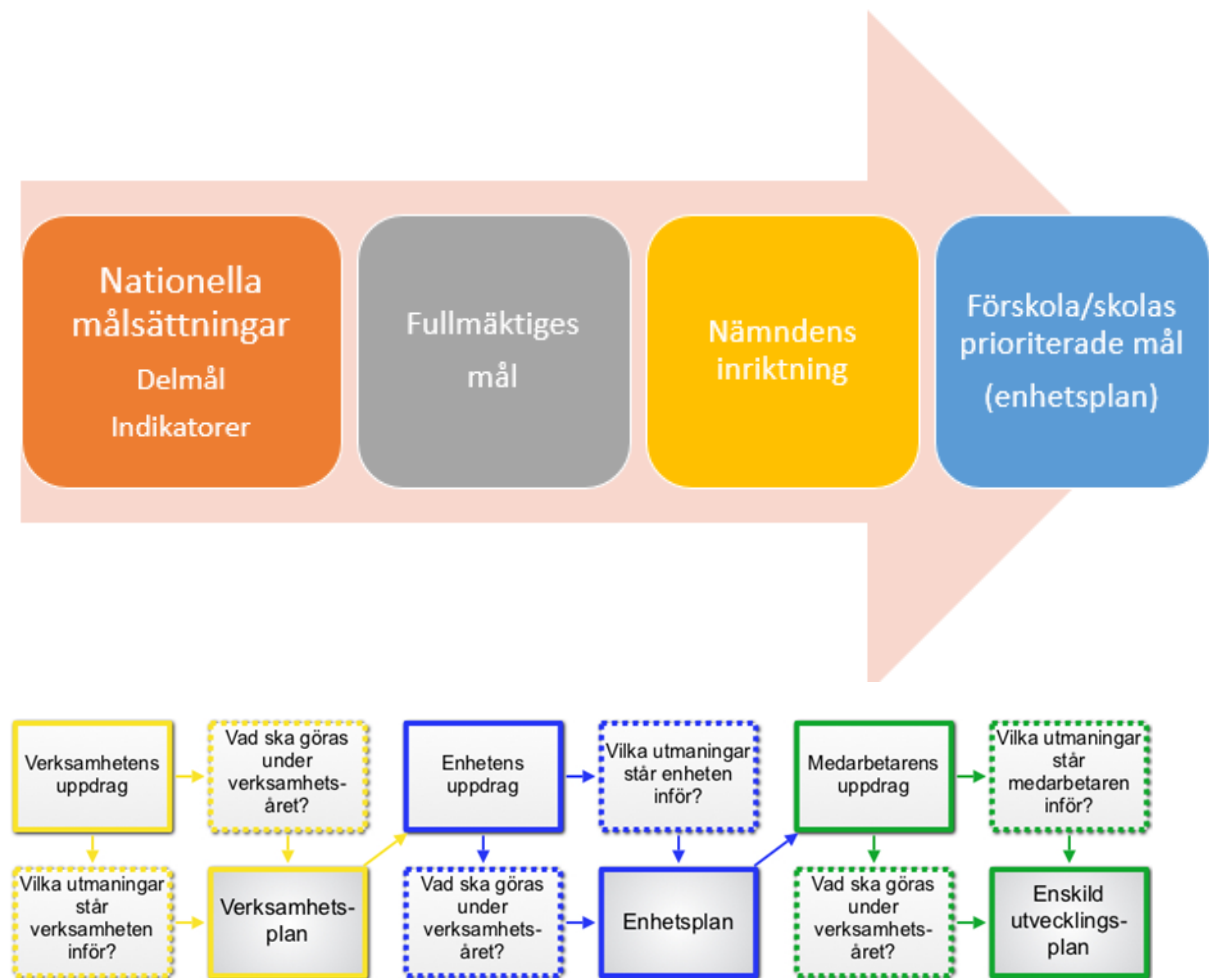 Nationella
målsättningar
Delmål
Indikatorer
Fullmäktiges
mål
Nämndens
inriktning
Förskola/skolas
prioriterade mål
(enhetsplan)
Verksamhetens
uppdrag
Vad ska göras
under
verksamhets-
året?
Enhetens
uppdrag
Vilka utmaningar
står enheten
inför?
Medarbetarens
uppdrag
Vilka utmaningar
står
medarbetaren
inför?
Vilka utmaningar
står
verksamheten
inför?
Verksamhets-
plan
Vad ska göras
under
verksamhets-
året?
Enhetsplan
Vad ska göras
under
verksamhets-
året?
Enskild
utvecklings-
plan